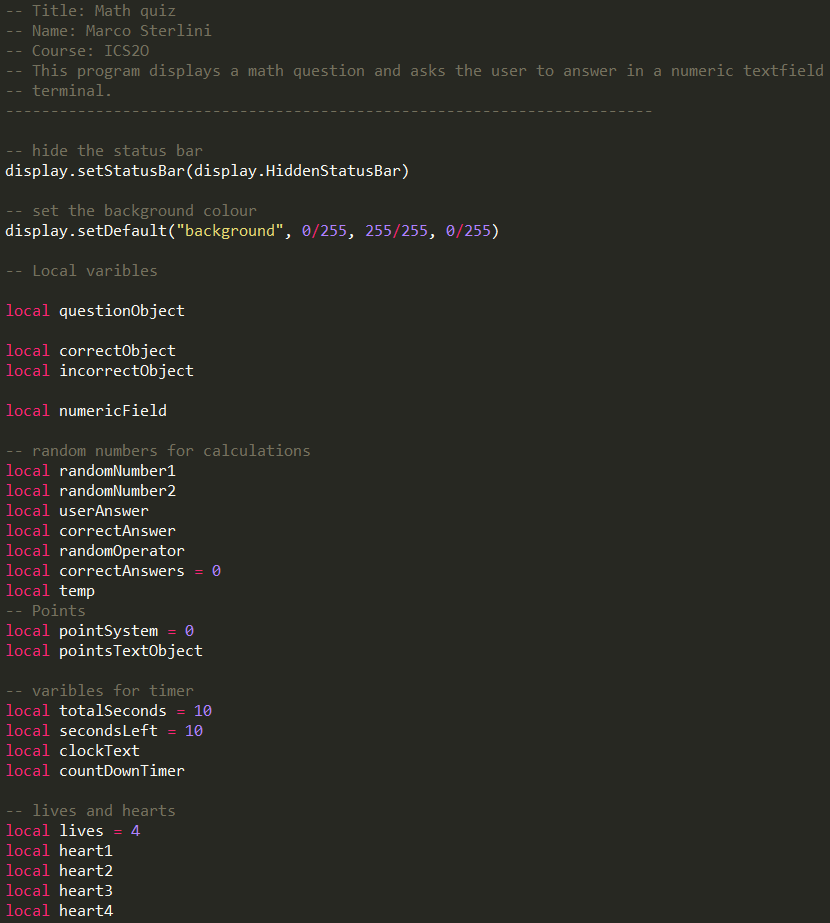 -- Title: Math quiz
-- Name: Marco Sterlini
-- Course: ICS2O
-- This program displays a math question and asks the user to answer in a numeric textfield
-- terminal.
------------------------------------------------------------------------

-- hide the status bar
display.setStatusBar(display.HiddenStatusBar)

-- set the background colour
display.setDefault("background", 0/255, 255/255, 0/255)

-- Local varibles

local questionObject

local correctObject
local incorrectObject

local numericField

-- random numbers for calculations
local randomNumber1
local randomNumber2
local userAnswer
local correctAnswer
local randomOperator
local correctAnswers = 0
local temp
-- Points
local pointSystem = 0
local pointsTextObject

-- varibles for timer
local totalSeconds = 10
local secondsLeft = 10
local clockText
local countDownTimer

-- lives and hearts
local lives = 4
local heart1
local heart2
local heart3
local heart4